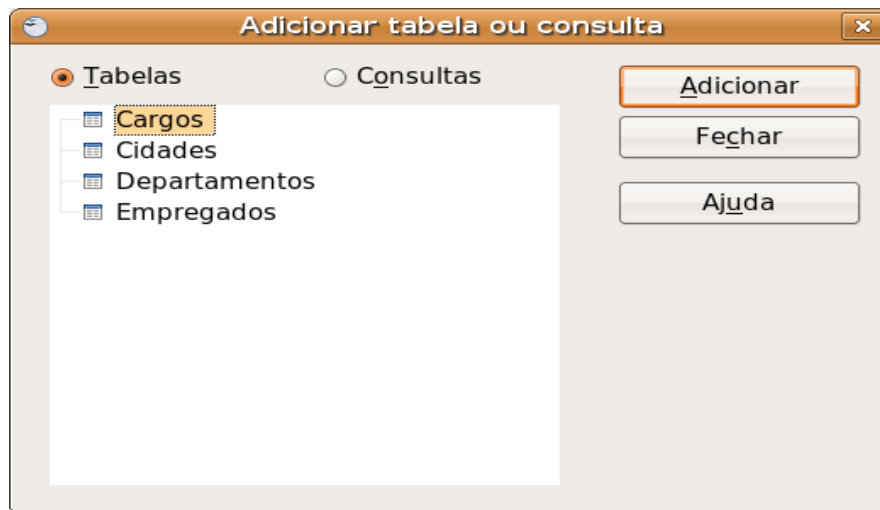 Adicionar tabela ou consulta
Tabelas
Consultas
Adicionar
Cargos
Fechar
Cidades
Departamentos
Ajuda
Empregados